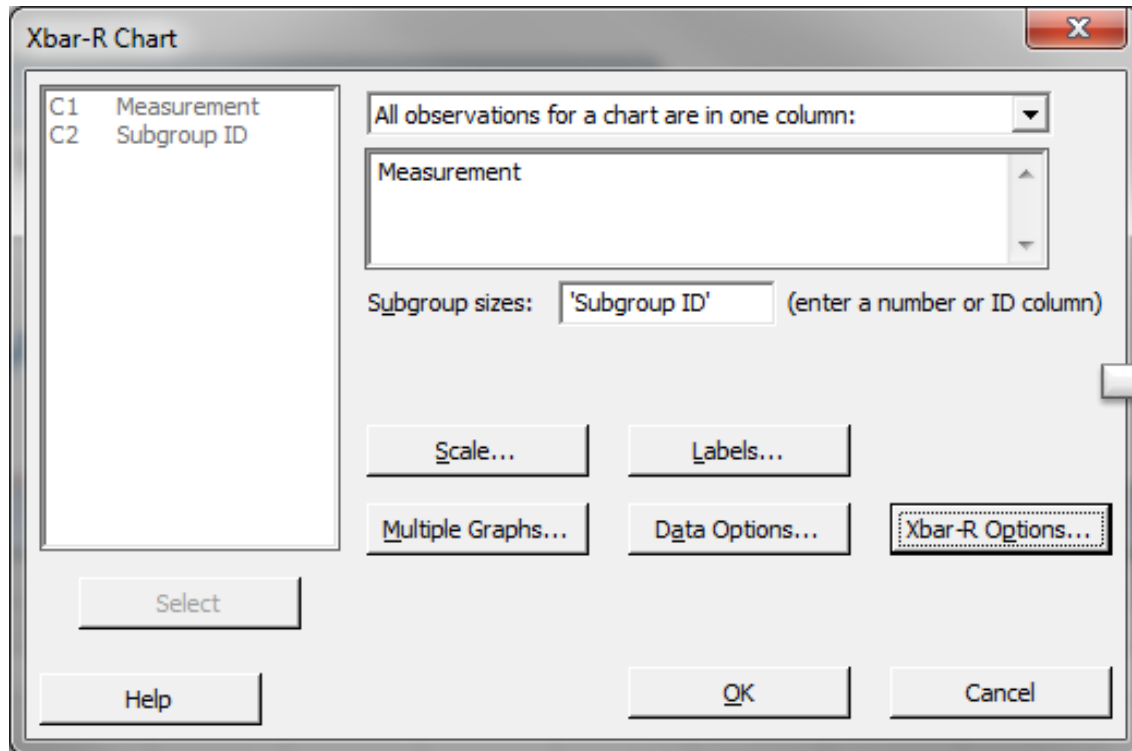 Xbar-R Chart
C1 Measurement
C2 Subgroup ID
All observations for a chart are in one column:
Measurement
Subgroup sizes: 'Subgroup ID' (enter a number or ID column)
Scale... Labels...
Multiple Graphs... Data Options... Xbar-R Options...
Select
Help OK Cancel